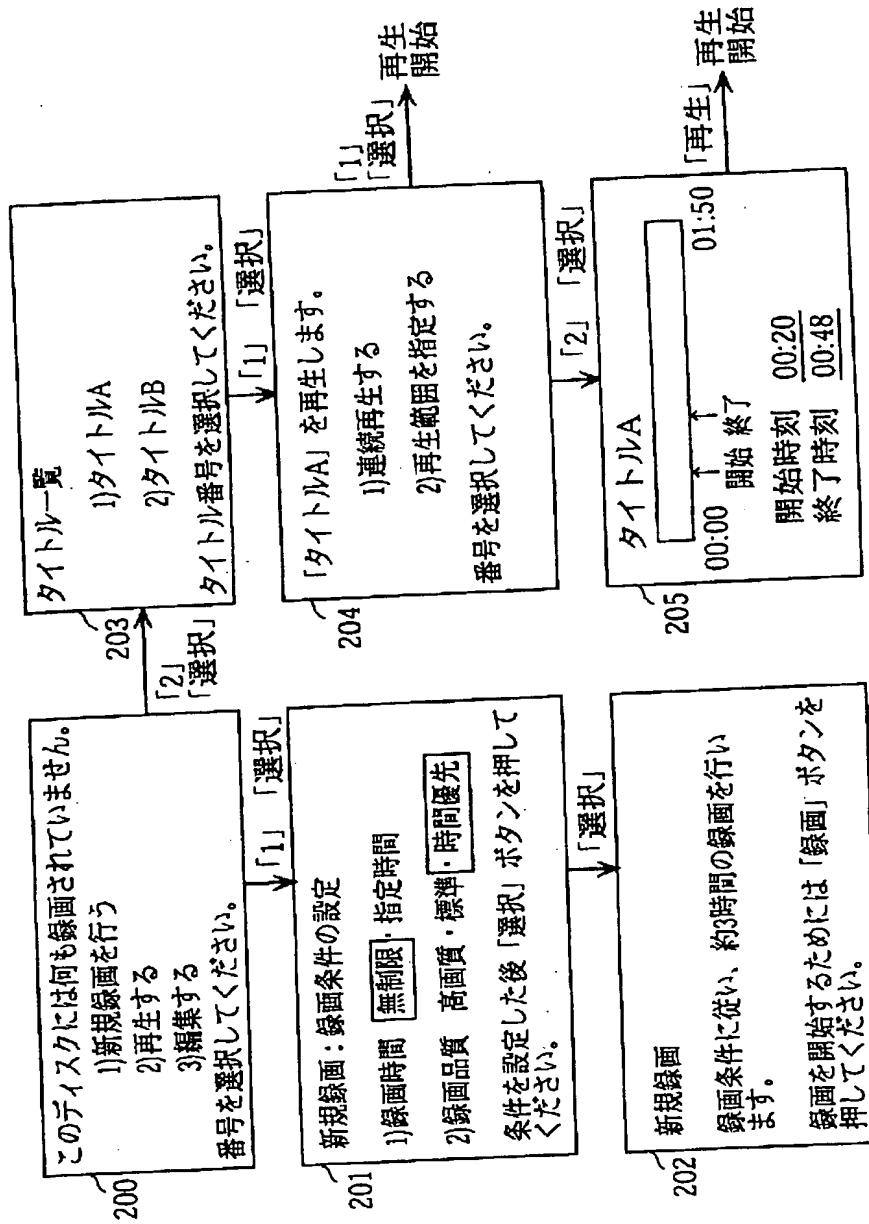 このディスクには何も録画されていません。
1)新規録画を行う
2)再生する
3)編集する
番号を選択してください。
200
「1」「選択」
「2」
「選択」
新規録画：録画条件の設定
1)録画時間 無制限・指定時間
2)録画品質 高画質・標準・時間優先
条件を設定した後「選択」ボタンを押して
ください。
201
「選択」
新規録画
録画条件に従い、約3時間の録画を行い
ます。
録画を開始するためには「録画」ボタンを
押してください。
202
タイトル一覧
1)タイトルA
2)タイトルB
タイトル番号を選択してください。
203
「1」「選択」
「タイトルA」を再生します。
1)連続再生する
2)再生範囲を指定する
番号を選択してください。
204
「1」
「選択」
再生
開始
「2」「選択」
タイトルA
00:00
01:50
開始 終了
開始時刻 00:20
終了時刻 00:48
205
「再生」
再生
開始